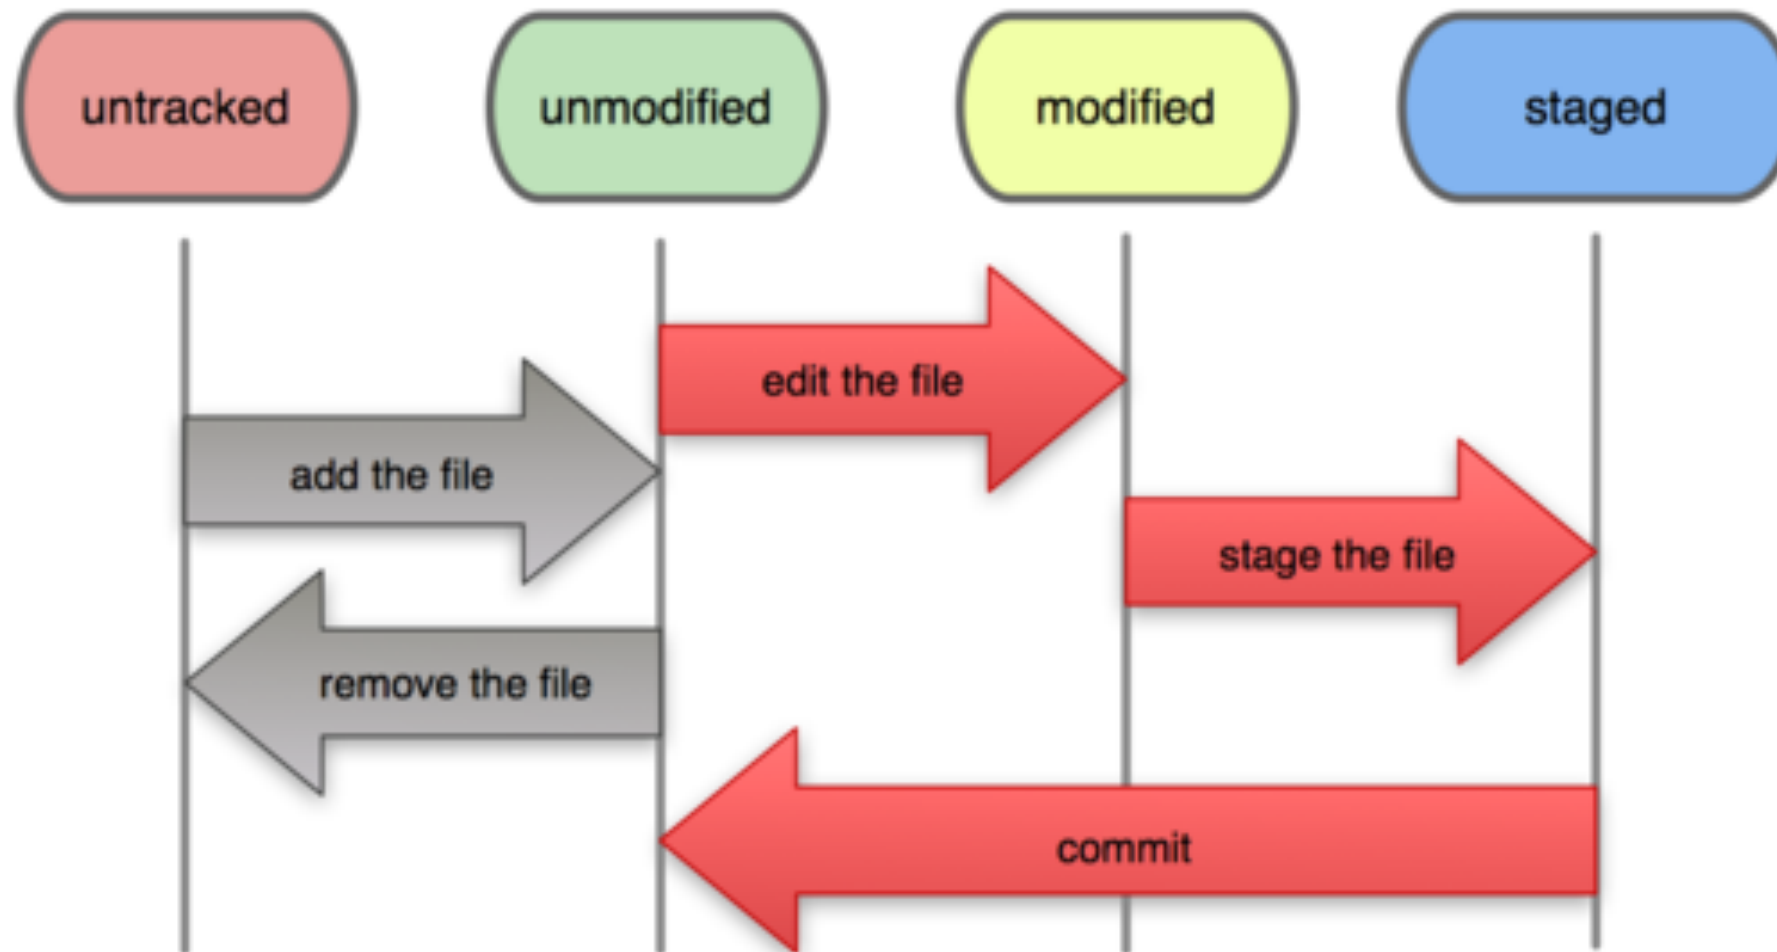 untracked
unmodified
modified
staged
edit the file
add the file
stage the file
remove the file
commit